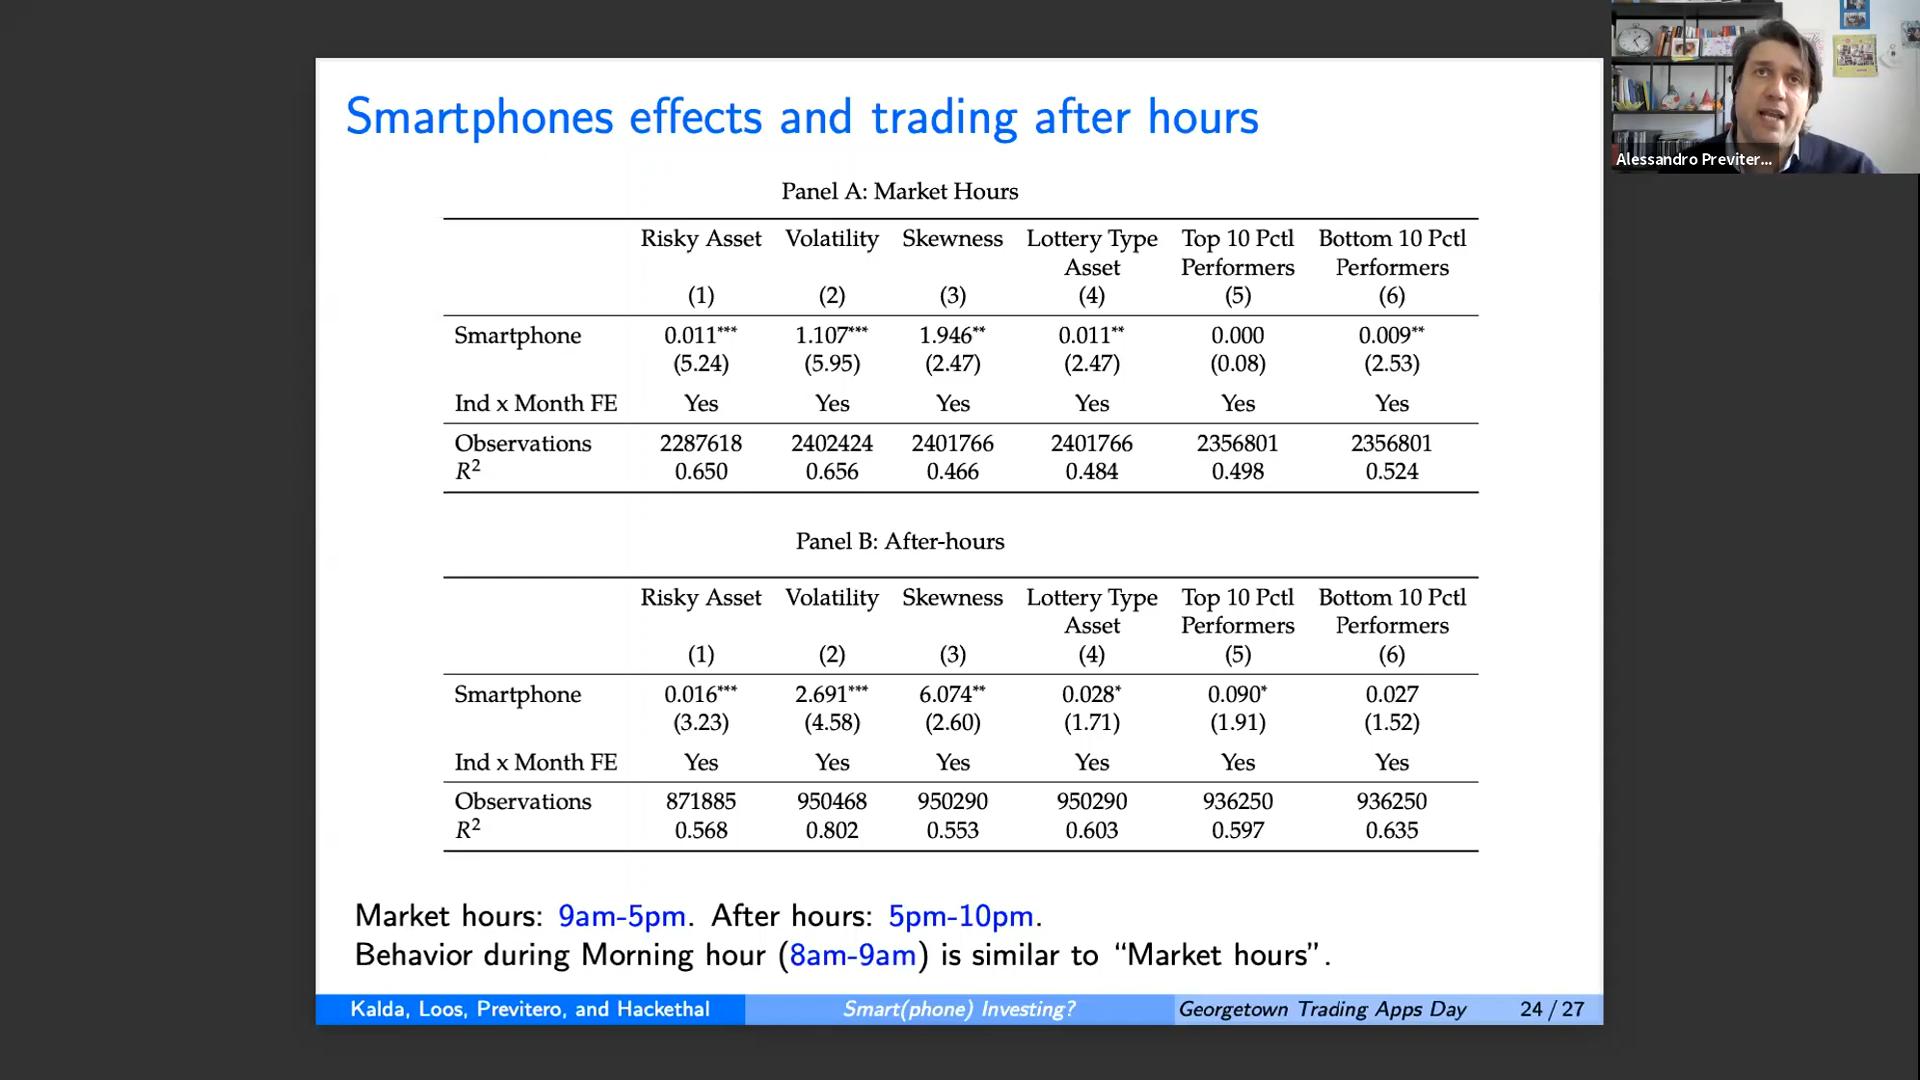 Smartphones effects and trading after hours
Alessandro Previter...
Panel A: Market Hours
Risky Asset Volatility Skewness Lottery Type Top 10 Pctl Bottom 10 Pctl
Asset Performers Performers
(1) (2) (3) (4) (5) (6)
Smartphone 0.011*** 1.107*** 1.946** 0.011** 0.000 0.009**
(5.24) (5.95) (2.47) (2.47) (0.08) (2.53)
Ind x Month FE Yes Yes Yes Yes Yes Yes
Observations 2287618 2402424 2401766 2401766 2356801 2356801
R² 0.650 0.656 0.466 0.484 0.498 0.524
Panel B: After-hours
Risky Asset Volatility Skewness Lottery Type Top 10 Pctl Bottom 10 Pctl
Asset Performers Performers
(1) (2) (3) (4) (5) (6)
Smartphone 0.016*** 2.691*** 6.074** 0.028* 0.090* 0.027
(3.23) (4.58) (2.60) (1.71) (1.91) (1.52)
Ind x Month FE Yes Yes Yes Yes Yes Yes
Observations 871885 950468 950290 950290 936250 936250
R² 0.568 0.802 0.553 0.603 0.597 0.635
Market hours: 9am-5pm. After hours: 5pm-10pm.
Behavior during Morning hour (8am-9am) is similar to “Market hours”.
Kalda, Loos, Previtero, and Hackethal Smart(phone) Investing? Georgetown Trading Apps Day 24 / 27